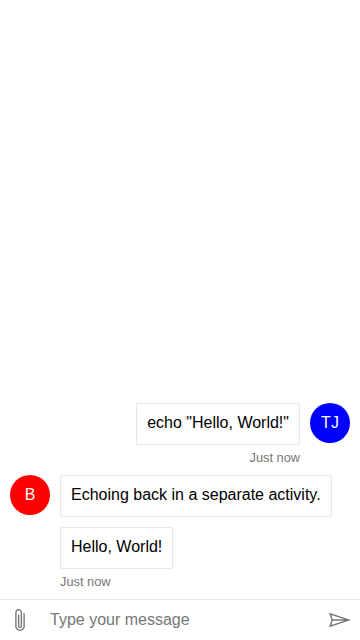 echo "Hello, World!"
TJ
Just now
B
Echoing back in a separate activity.
Hello, World!
Just now
Type your message